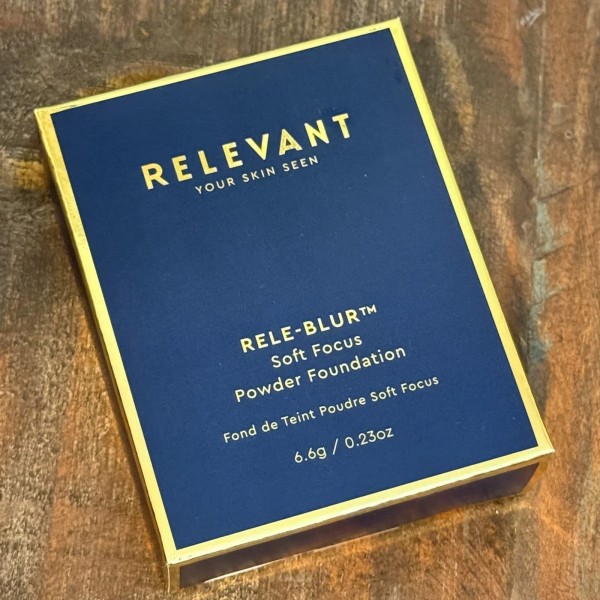 RELEVANT
YOUR SKIN SEEN
RELE-BLUR™
Soft Focus
Powder Foundation
Fond de Teint Poudre Soft Focus
6.6g / 0.23oz